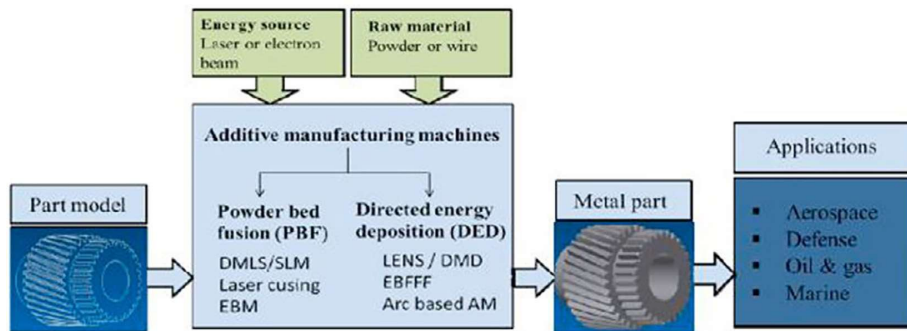 Energy source
Laser or electron
beam
Raw material
Powder or wire
Additive manufacturing machines
Powder bed
fusion (PBF)
DMLS/SLM
Laser cusing
EBM
Directed energy
deposition (DED)
LENS / DMD
EBFFF
Arc based AM
Part model
Metal part
Applications
▪ Aerospace
▪ Defense
▪ Oil & gas
▪ Marine